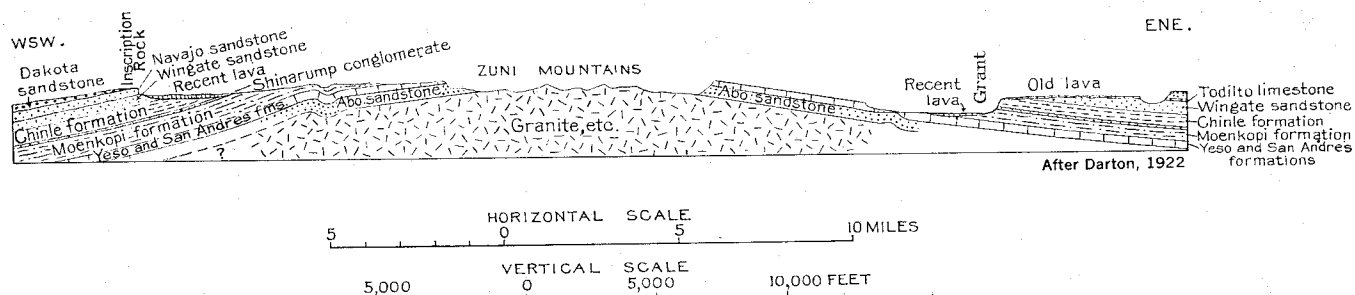 WSW.
ENE.
Dakota
sandstone
Inscription
Rock
Navajo sandstone
Wingate sandstone
Recent lava
Shinarump conglomerate
Chinle formation
Moenkopi formation
Yeso and San Andres fms.
?
Abo sandstone
ZUNI MOUNTAINS
Granite, etc.
Abo sandstone
Recent
lava
Grant
Old lava
Todilto limestone
Wingate sandstone
Chinle formation
Moenkopi formation
Yeso and San Andres
formations
After Darton, 1922
HORIZONTAL SCALE
5 0 5 10 MILES
VERTICAL SCALE
5,000 0 5,000 10,000 FEET